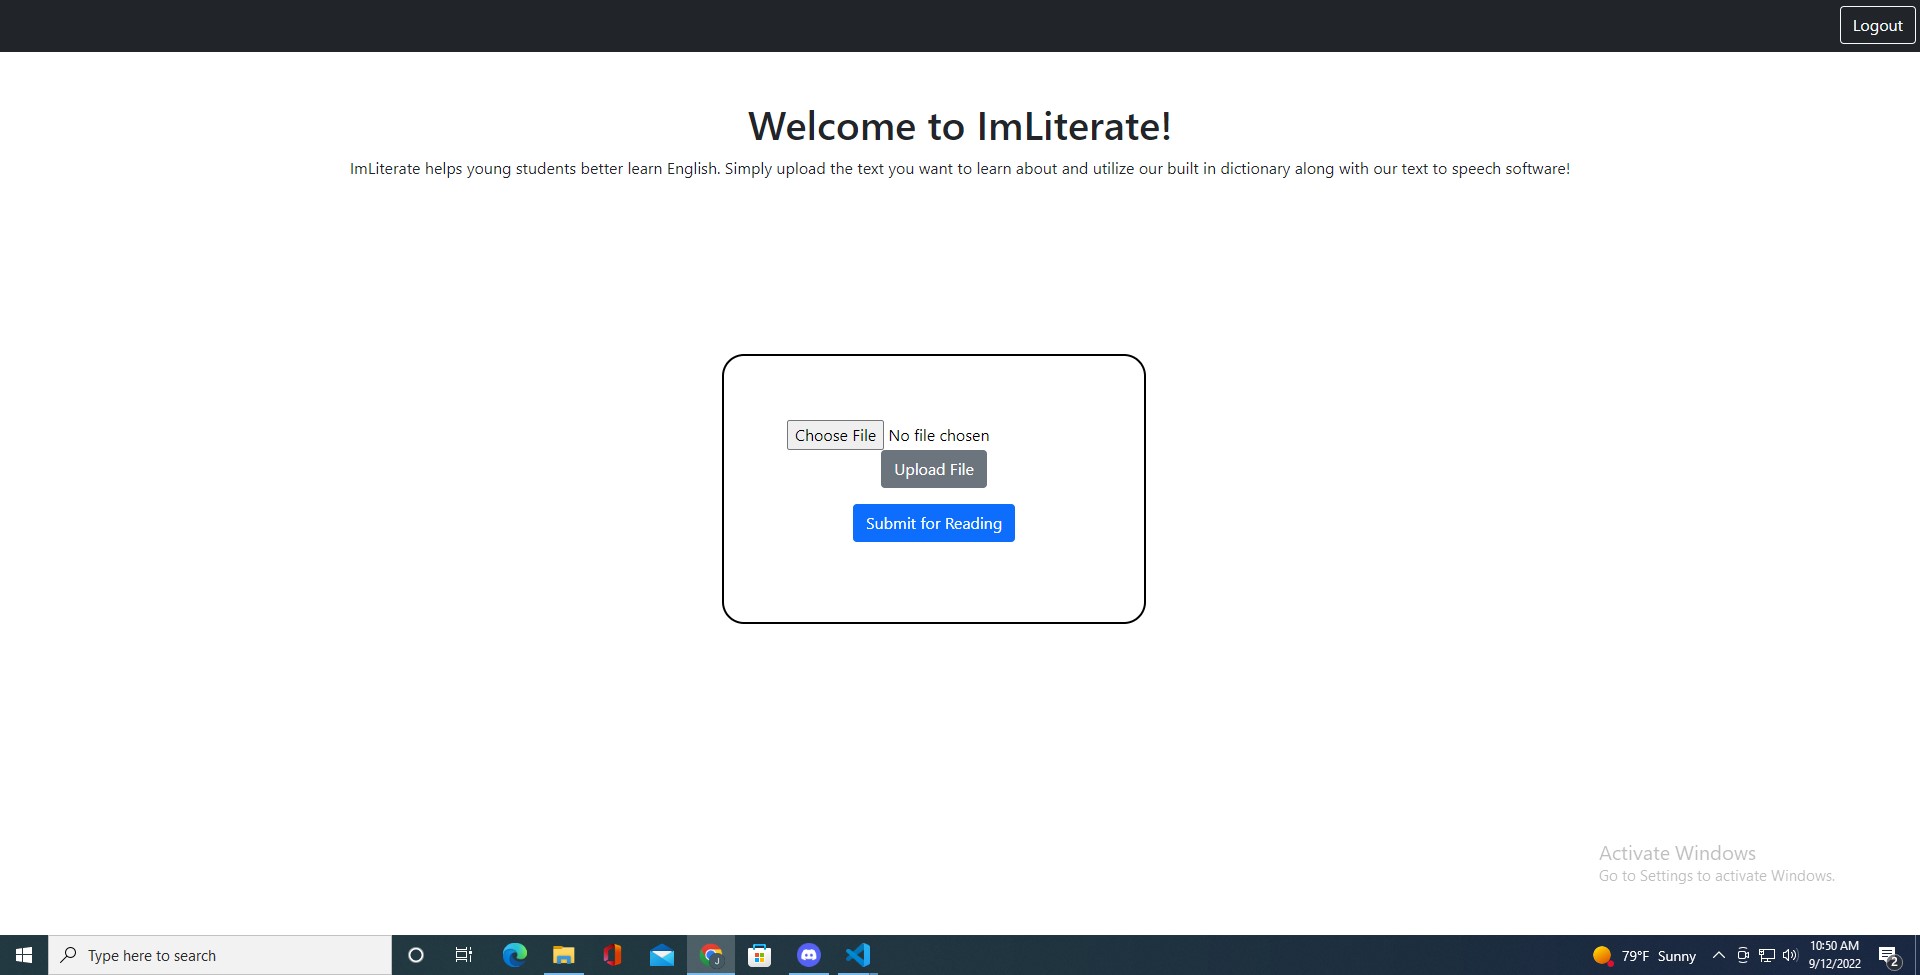 Logout
Welcome to ImLiterate!
ImLiterate helps young students better learn English. Simply upload the text you want to learn about and utilize our built in dictionary along with our text to speech software!
Choose File No file chosen
Upload File
Submit for Reading
Activate Windows
Go to Settings to activate Windows.
Type here to search
J
79°F Sunny
10:50 AM
9/12/2022
2